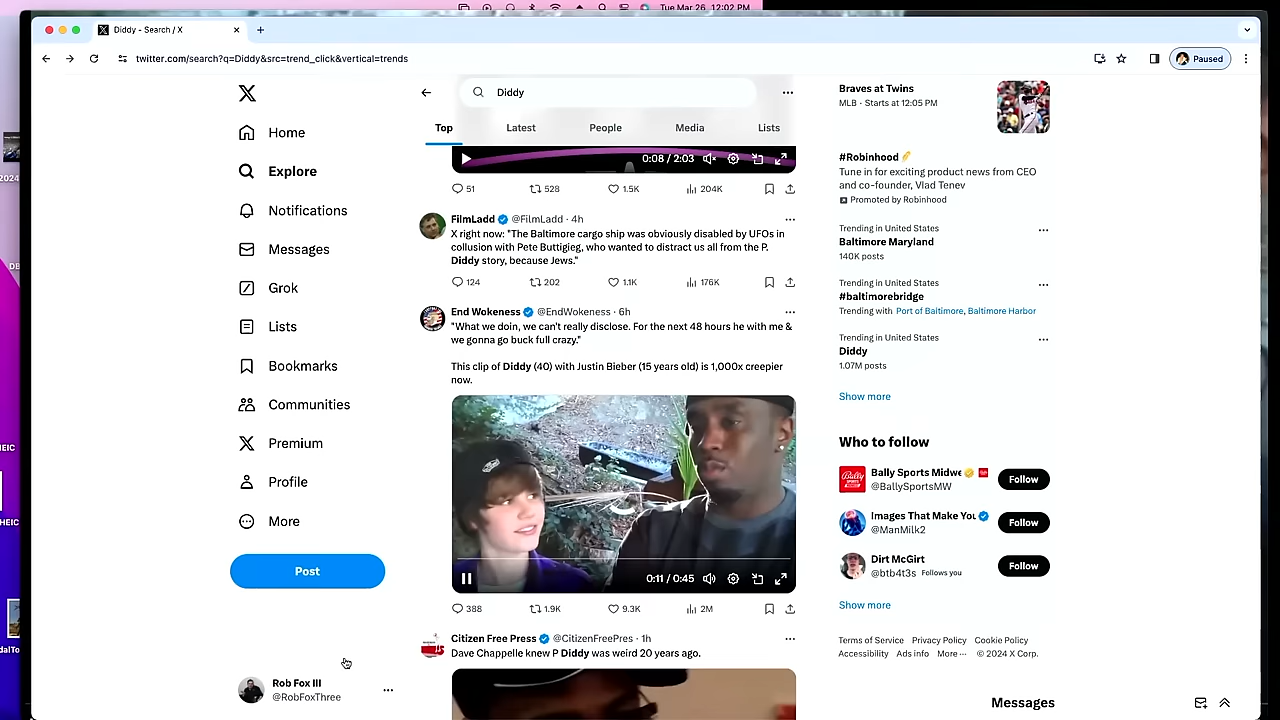 Tue Mar 26 12:02 PM
Diddy - Search / X
twitter.com/search?q=Diddy&src=trend_click&vertical=trends
Paused
Home
Explore
Notifications
Messages
Grok
Lists
Bookmarks
Communities
Premium
Profile
More
Post
Rob Fox III
@RobFoxThree
Diddy
Top Latest People Media Lists
0:08 / 2:03
51 528 1.5K 204K
FilmLadd @FilmLadd · 4h
X right now: "The Baltimore cargo ship was obviously disabled by UFOs in
collusion with Pete Buttigieg, who wanted to distract us all from the P.
Diddy story, because Jews."
124 202 1.1K 176K
End Wokeness @EndWokeness · 6h
"What we doin, we can't really disclose. For the next 48 hours he with me &
we gonna go buck full crazy."
This clip of Diddy (40) with Justin Bieber (15 years old) is 1,000x creepier
now.
0:11 / 0:45
388 1.9K 9.3K 2M
Citizen Free Press @CitizenFreePres · 1h
Dave Chappelle knew P Diddy was weird 20 years ago.
Braves at Twins
MLB · Starts at 12:05 PM
#Robinhood
Tune in for exciting product news from CEO
and co-founder, Vlad Tenev
Promoted by Robinhood
Trending in United States
Baltimore Maryland
140K posts
Trending in United States
#baltimorebridge
Trending with Port of Baltimore, Baltimore Harbor
Trending in United States
Diddy
1.07M posts
Show more
Who to follow
Bally Sports Midwe
@BallySportsMW
Follow
Images That Make You
@ManMilk2
Follow
Dirt McGirt
@btb4t3s Follows you
Follow
Show more
Terms of Service Privacy Policy Cookie Policy
Accessibility Ads info More ··· © 2024 X Corp.
Messages
2024
HEIC
HEIC